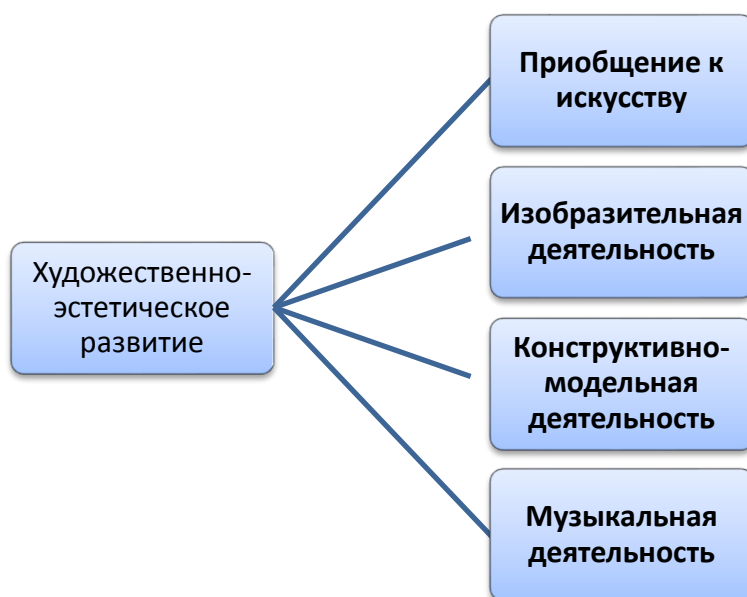 Приобщение к
искусству
Изобразительная
деятельность
Художественно-
эстетическое
развитие
Конструктивно-
модельная
деятельность
Музыкальная
деятельность